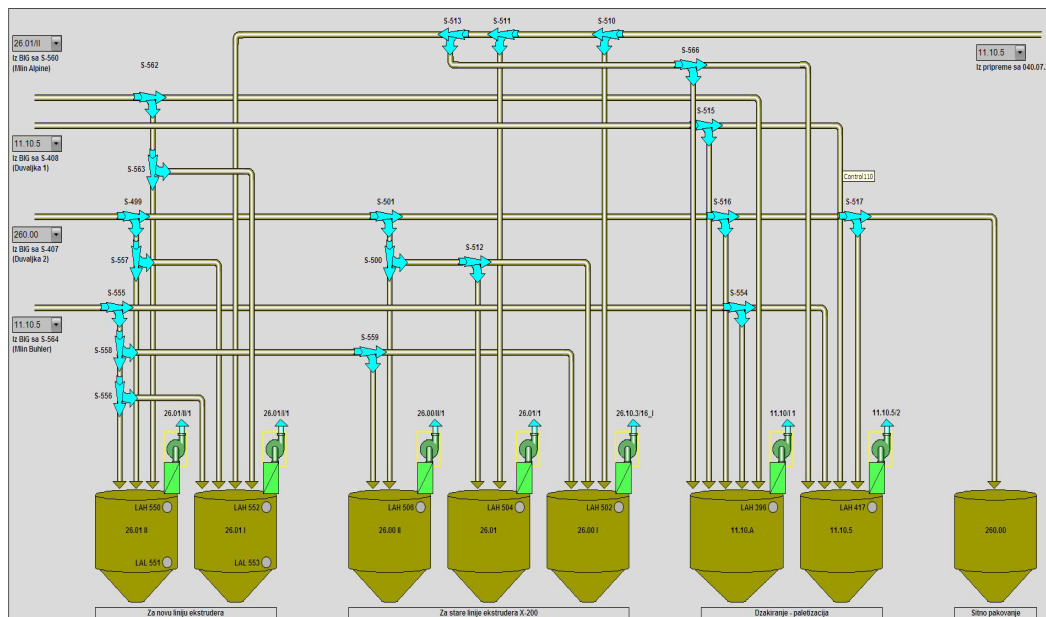 S-513
S-511
S-510
26.01/II
Iz BIG sa S-560
(Mlin Alpine)
S-566
11.10.5
Iz pripreme sa 040.07.
S-562
S-515
11.10.5
Iz BIG sa S-408
(Duvaljka 1)
S-563
Control110
S-499
S-501
S-516
S-517
260.00
Iz BIG sa S-407
(Duvaljka 2)
S-557
S-500
S-512
S-555
S-554
11.10.5
Iz BIG sa S-564
(Mlin Buhler)
S-558
S-559
S-556
26.01/II/1
26.01/I/1
26.00/II/1
26.01/1
26.10.3/16_I
11.10/I 1
11.10.5/2
LAH 550
LAH 552
LAH 506
LAH 504
LAH 502
LAH 396
LAH 417
26.01 II
26.01 I
26.00 II
26.01
26.00 I
11.10.A
11.10.5
260.00
LAL 551
LAL 553
Za novu liniju ekstrudera
Za stare linije ekstrudera X-200
Dzakiranje - paletizacija
Sitno pakovanje